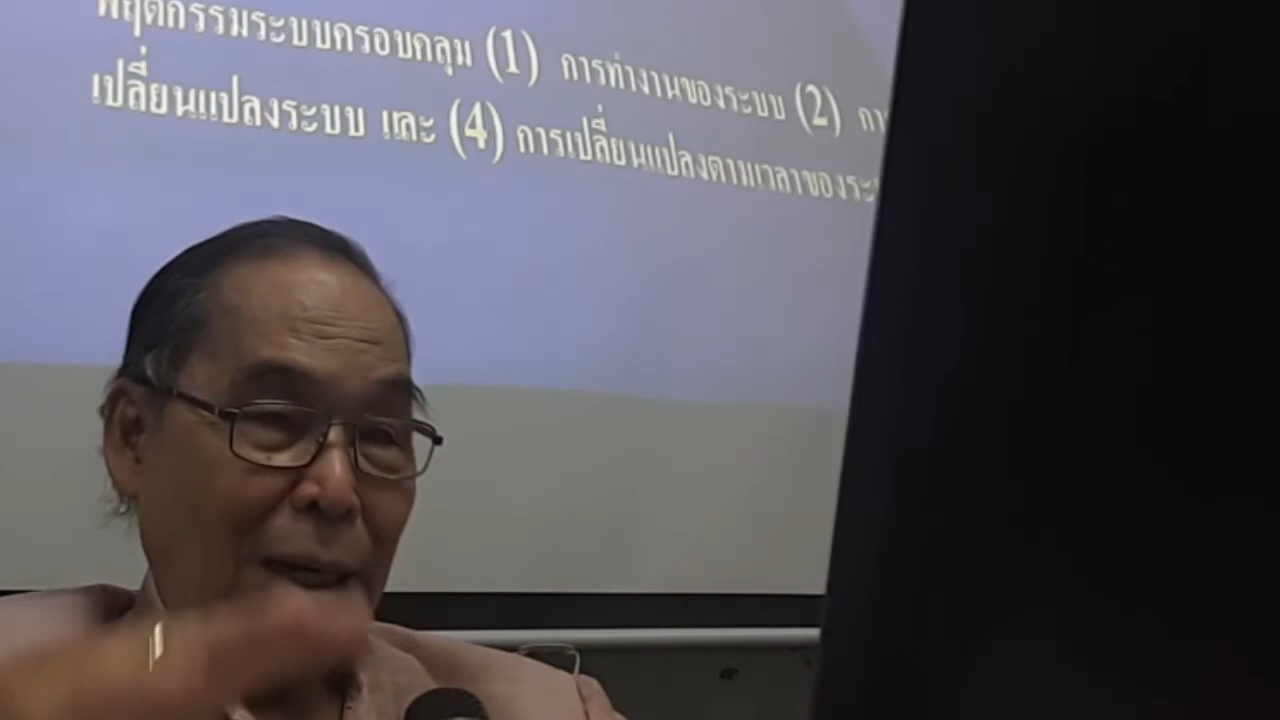 พฤติกรรมระบบครอบคลุม (1) การทำงานของระบบ (2)
เปลี่ยนแปลงระบบ และ (4) การเปลี่ยนแปลงตามเวลาของ